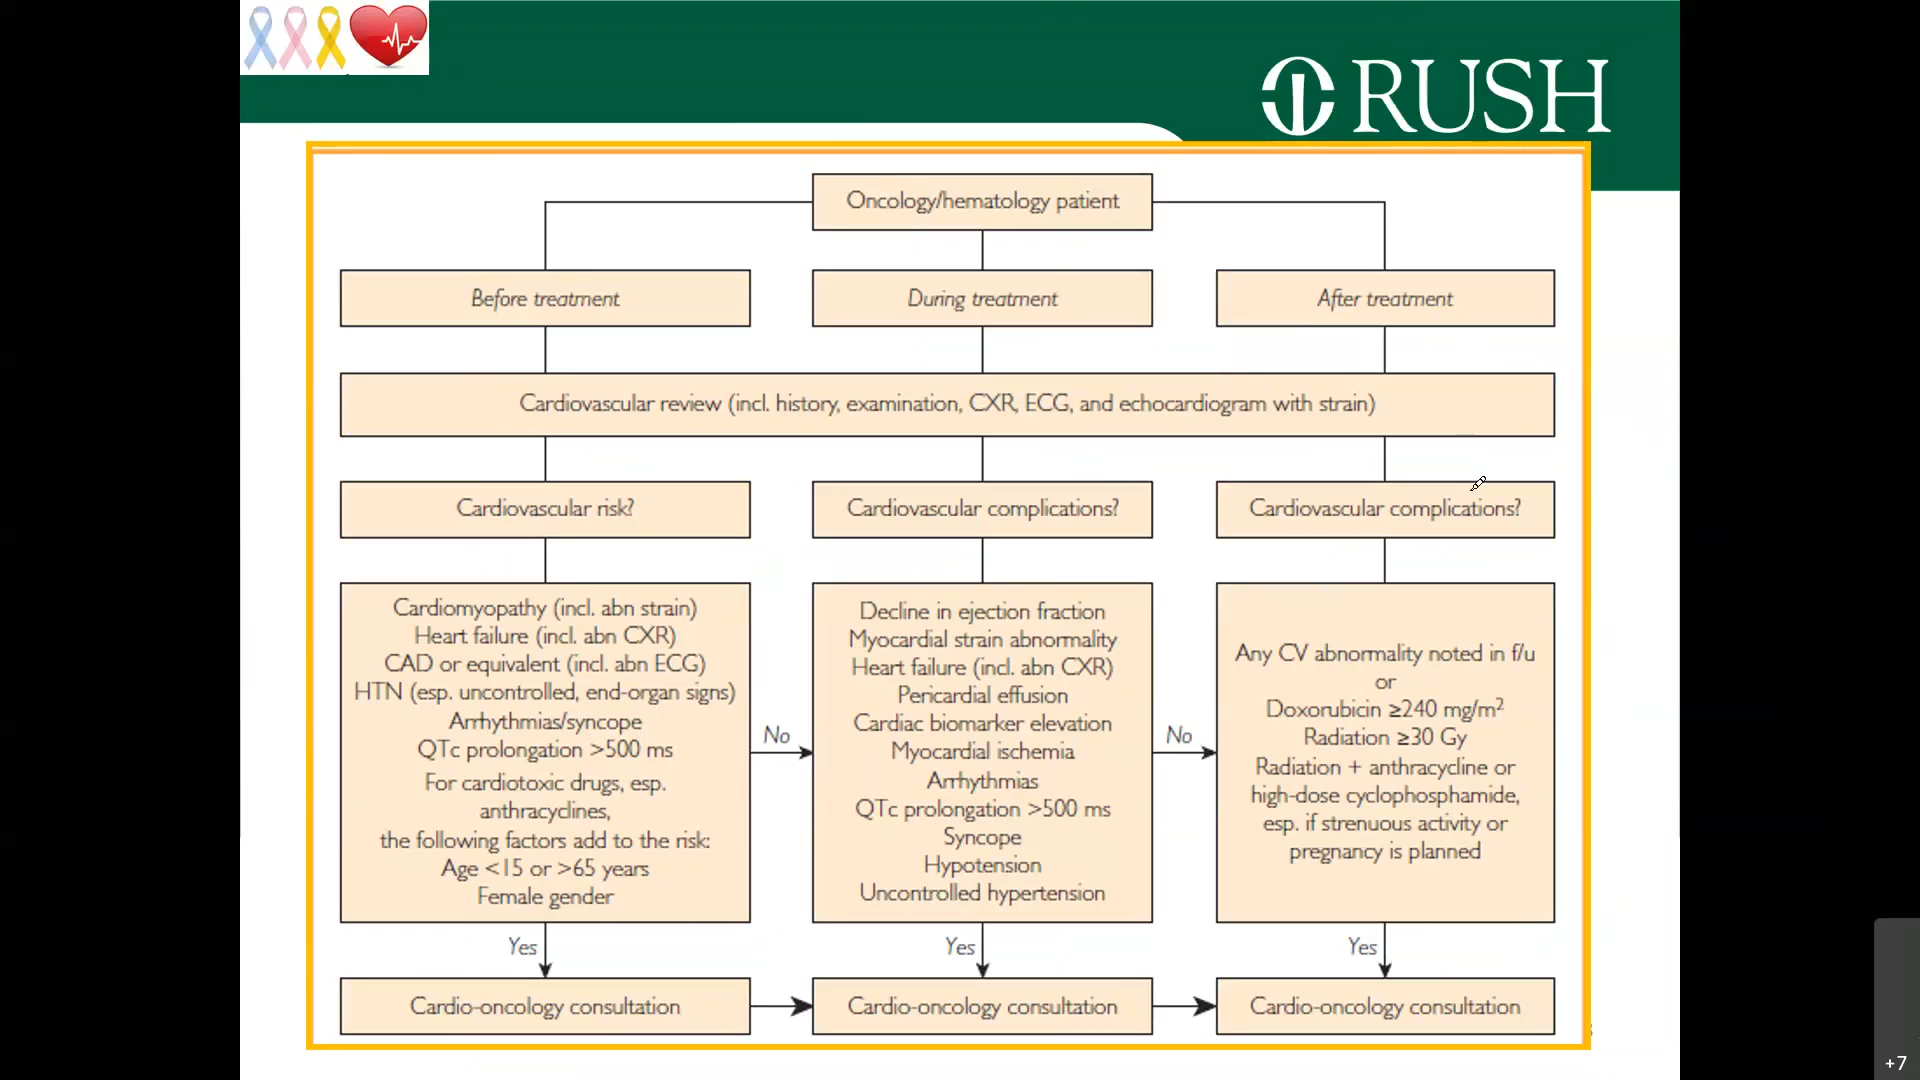 RUSH
Oncology/hematology patient
Before treatment
During treatment
After treatment
Cardiovascular review (incl. history, examination, CXR, ECG, and echocardiogram with strain)
Cardiovascular risk?
Cardiovascular complications?
Cardiovascular complications?
Cardiomyopathy (incl. abn strain)
Heart failure (incl. abn CXR)
CAD or equivalent (incl. abn ECG)
HTN (esp. uncontrolled, end-organ signs)
Arrhythmias/syncope
QTc prolongation >500 ms
For cardiotoxic drugs, esp.
anthracyclines,
the following factors add to the risk:
Age <15 or >65 years
Female gender
No
Decline in ejection fraction
Myocardial strain abnormality
Heart failure (incl. abn CXR)
Pericardial effusion
Cardiac biomarker elevation
Myocardial ischemia
Arrhythmias
QTc prolongation >500 ms
Syncope
Hypotension
Uncontrolled hypertension
No
Any CV abnormality noted in f/u
or
Doxorubicin ≥240 mg/m²
Radiation ≥30 Gy
Radiation + anthracycline or
high-dose cyclophosphamide,
esp. if strenuous activity or
pregnancy is planned
Yes
Yes
Yes
Cardio-oncology consultation
Cardio-oncology consultation
Cardio-oncology consultation
+7